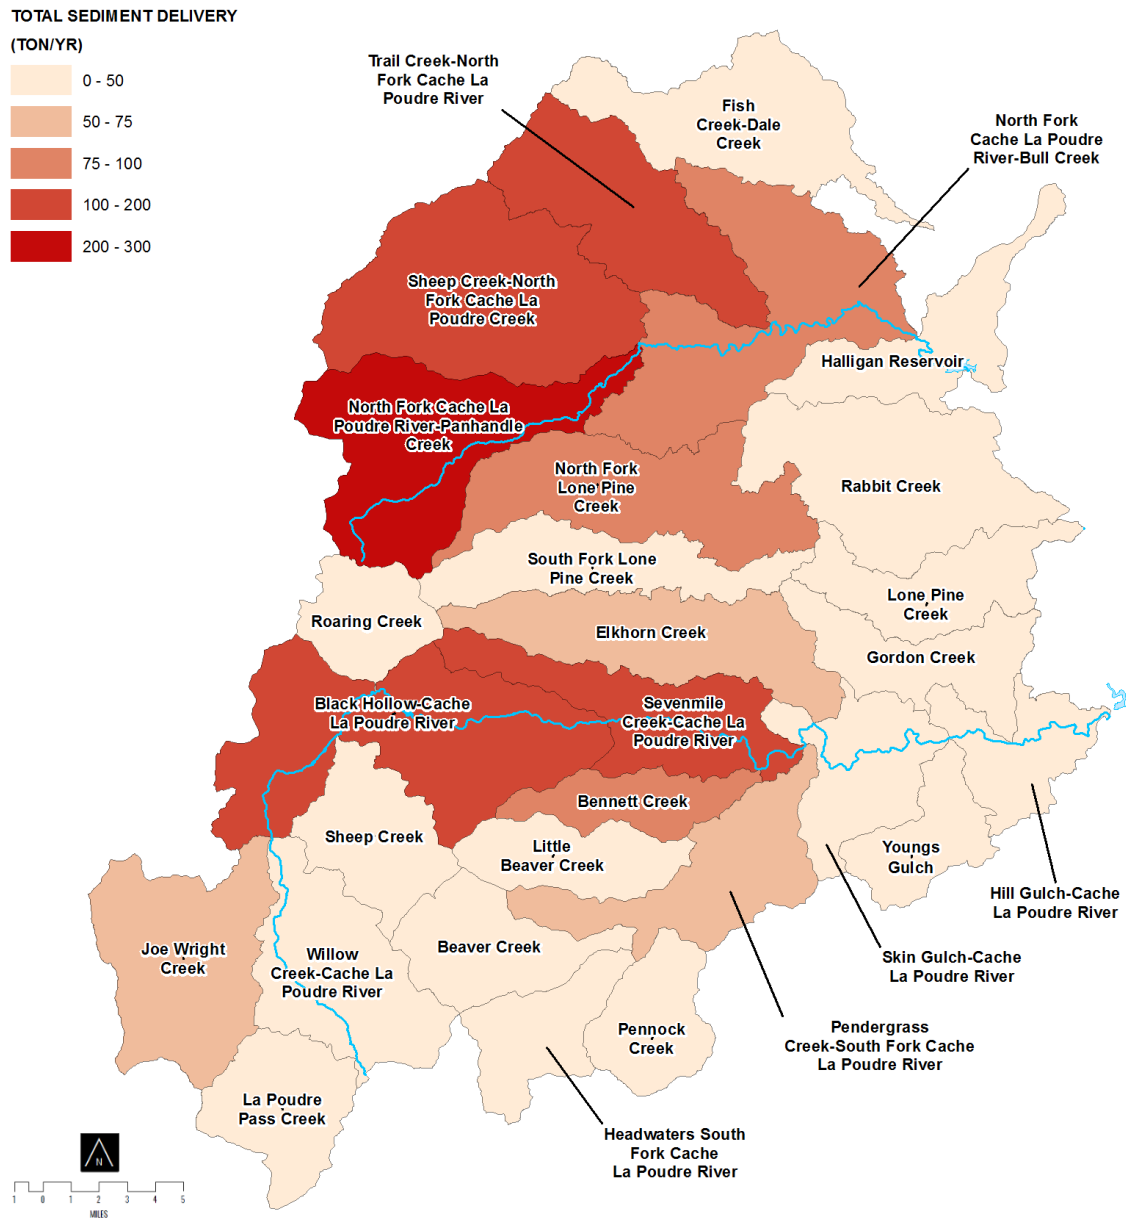 TOTAL SEDIMENT DELIVERY
(TON/YR)
0 - 50
50 - 75
75 - 100
100 - 200
200 - 300
Trail Creek-North
Fork Cache La
Poudre River
Fish
Creek-Dale
Creek
North Fork
Cache La Poudre
River-Bull Creek
Sheep Creek-North
Fork Cache La
Poudre Creek
Halligan Reservoir
North Fork Cache La
Poudre River-Panhandle
Creek
North Fork
Lone Pine
Creek
Rabbit Creek
South Fork Lone
Pine Creek
Lone Pine
Creek
Roaring Creek
Elkhorn Creek
Gordon Creek
Black Hollow-Cache
La Poudre River
Sevenmile
Creek-Cache La
Poudre River
Bennett Creek
Sheep Creek
Little
Beaver Creek
Youngs
Gulch
Hill Gulch-Cache
La Poudre River
Joe Wright
Creek
Willow
Creek-Cache La
Poudre River
Beaver Creek
Skin Gulch-Cache
La Poudre River
Pennock
Creek
Pendergrass
Creek-South Fork Cache
La Poudre River
La Poudre
Pass Creek
Headwaters South
Fork Cache
La Poudre River
N
1 0 1 2 3 4 5
MILES